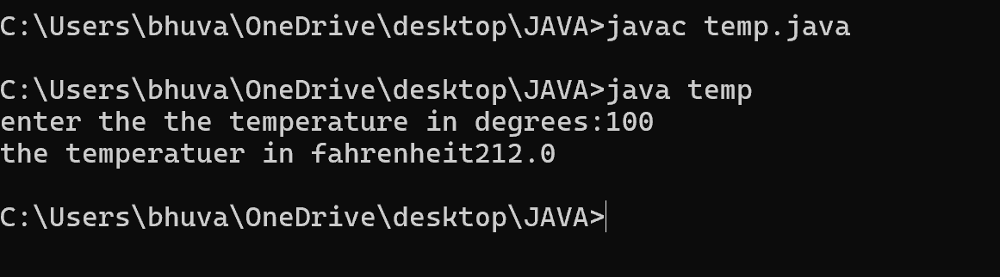 C:\Users\bhuva\OneDrive\desktop\JAVA>javac temp.java
C:\Users\bhuva\OneDrive\desktop\JAVA>java temp
enter the the temperature in degrees:100
the temperatuer in fahrenheit212.0
C:\Users\bhuva\OneDrive\desktop\JAVA>